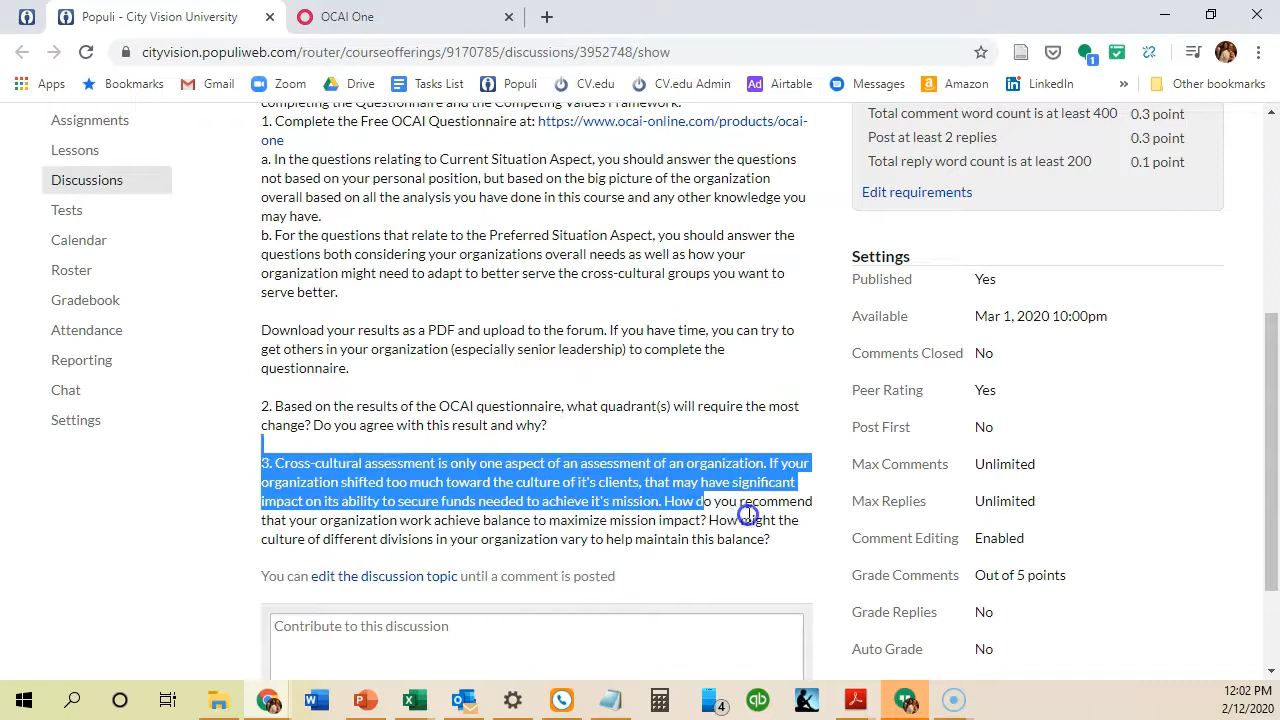 Populi - City Vision University
OCAI One
cityvision.populiweb.com/router/courseofferings/9170785/discussions/3952748/show
1
Apps
Bookmarks
Gmail
Zoom
Drive
Tasks List
Populi
CV.edu
CV.edu Admin
Ad
Airtable
Messages
Amazon
LinkedIn
»
Other bookmarks
Assignments
Lessons
Discussions
Tests
Calendar
Roster
Gradebook
Attendance
Reporting
Chat
Settings
completing the Questionnaire and the Competing Values Framework.
1. Complete the Free OCAI Questionnaire at: https://www.ocai-online.com/products/ocai-
one
a. In the questions relating to Current Situation Aspect, you should answer the questions
not based on your personal position, but based on the big picture of the organization
overall based on all the analysis you have done in this course and any other knowledge you
may have.
b. For the questions that relate to the Preferred Situation Aspect, you should answer the
questions both considering your organizations overall needs as well as how your
organization might need to adapt to better serve the cross-cultural groups you want to
serve better.
Download your results as a PDF and upload to the forum. If you have time, you can try to
get others in your organization (especially senior leadership) to complete the
questionnaire.
2. Based on the results of the OCAI questionnaire, what quadrant(s) will require the most
change? Do you agree with this result and why?
3. Cross-cultural assessment is only one aspect of an assessment of an organization. If your
organization shifted too much toward the culture of it's clients, that may have significant
impact on its ability to secure funds needed to achieve it's mission. How do you recommend
that your organization work achieve balance to maximize mission impact? How might the
culture of different divisions in your organization vary to help maintain this balance?
You can edit the discussion topic until a comment is posted
Contribute to this discussion
Total comment word count is at least 400 0.3 point
Post at least 2 replies 0.3 point
Total reply word count is at least 200 0.1 point
Edit requirements
Settings
Published Yes
Available Mar 1, 2020 10:00pm
Comments Closed No
Peer Rating Yes
Post First No
Max Comments Unlimited
Max Replies Unlimited
Comment Editing Enabled
Grade Comments Out of 5 points
Grade Replies No
Auto Grade No
4
qb
12:02 PM
2/12/2020